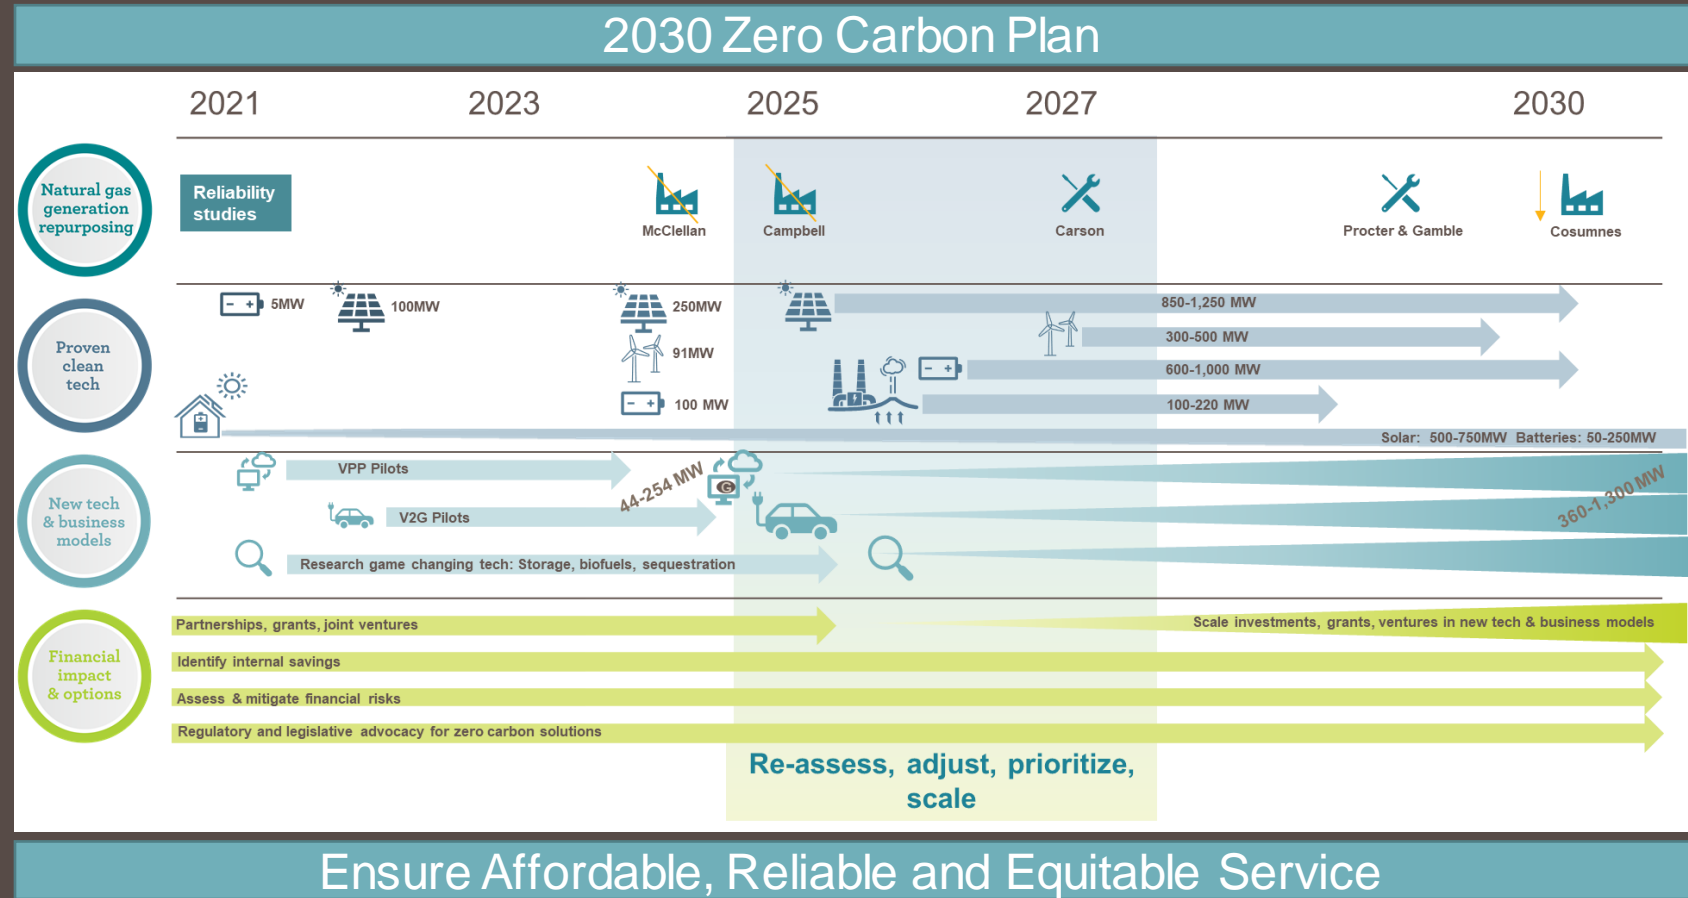 2030 Zero Carbon Plan
2021 2023 2025 2027 2030
Natural gas
generation
repurposing
Reliability
studies
McClellan
Campbell
Carson
Procter & Gamble
Cosumnes
Proven
clean
tech
- + 5MW
100MW
250MW
91MW
- + 100 MW
850-1,250 MW
300-500 MW
- + 600-1,000 MW
100-220 MW
Solar: 500-750MW Batteries: 50-250MW
New tech
& business
models
VPP Pilots
44-254 MW
G
360-1,300 MW
V2G Pilots
Research game changing tech: Storage, biofuels, sequestration
Financial
impact
& options
Partnerships, grants, joint ventures
Scale investments, grants, ventures in new tech & business models
Identify internal savings
Assess & mitigate financial risks
Regulatory and legislative advocacy for zero carbon solutions
Re-assess, adjust, prioritize,
scale
Ensure Affordable, Reliable and Equitable Service